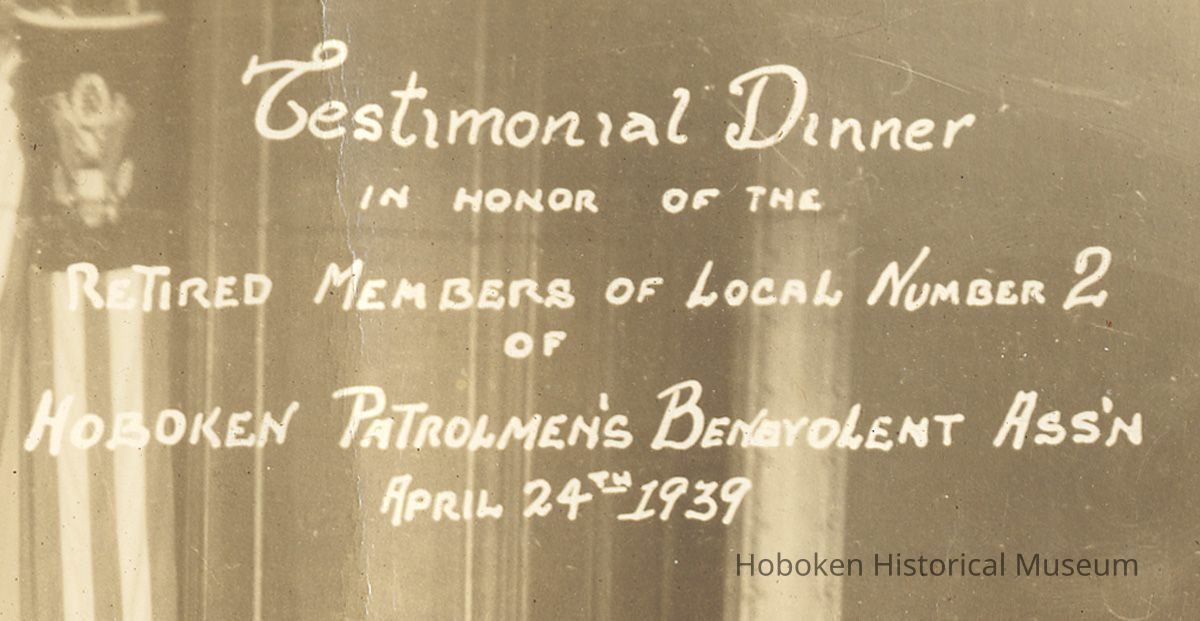 Testimonial Dinner
IN HONOR OF THE
RETIRED MEMBERS OF LOCAL NUMBER 2
OF
HOBOKEN PATROLMEN'S BENEVOLENT ASS'N
APRIL 24TH 1939
Hoboken Historical Museum